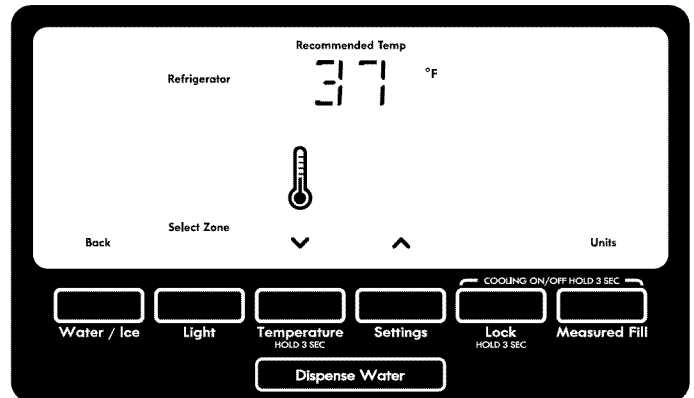 Recommended Temp
Refrigerator 37 °F
Select Zone
Back Units
COOLING ON/OFF HOLD 3 SEC
Water / Ice Light Temperature Settings Lock Measured Fill
HOLD 3 SEC HOLD 3 SEC
Dispense Water